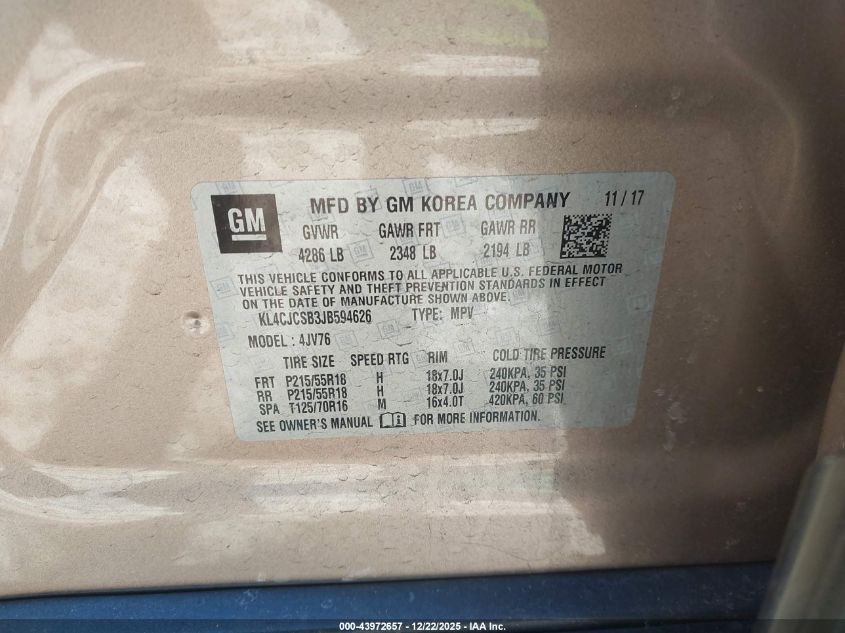 GM
MFD BY GM KOREA COMPANY 11 / 17
GVWR GAWR FRT GAWR RR
4286 LB 2348 LB 2194 LB
THIS VEHICLE CONFORMS TO ALL APPLICABLE U.S. FEDERAL MOTOR
VEHICLE SAFETY AND THEFT PREVENTION STANDARDS IN EFFECT
ON THE DATE OF MANUFACTURE SHOWN ABOVE.
KL4CJCSB3JB594626 TYPE: MPV
MODEL : 4JV76
TIRE SIZE SPEED RTG RIM COLD TIRE PRESSURE
FRT P215/55R18 H 18x7.0J 240KPA, 35 PSI
RR P215/55R18 H 18x7.0J 240KPA, 35 PSI
SPA T125/70R16 M 16x4.0T 420KPA, 60 PSI
SEE OWNER'S MANUAL FOR MORE INFORMATION.
000-43972657 - 12/22/2025 - IAA Inc.